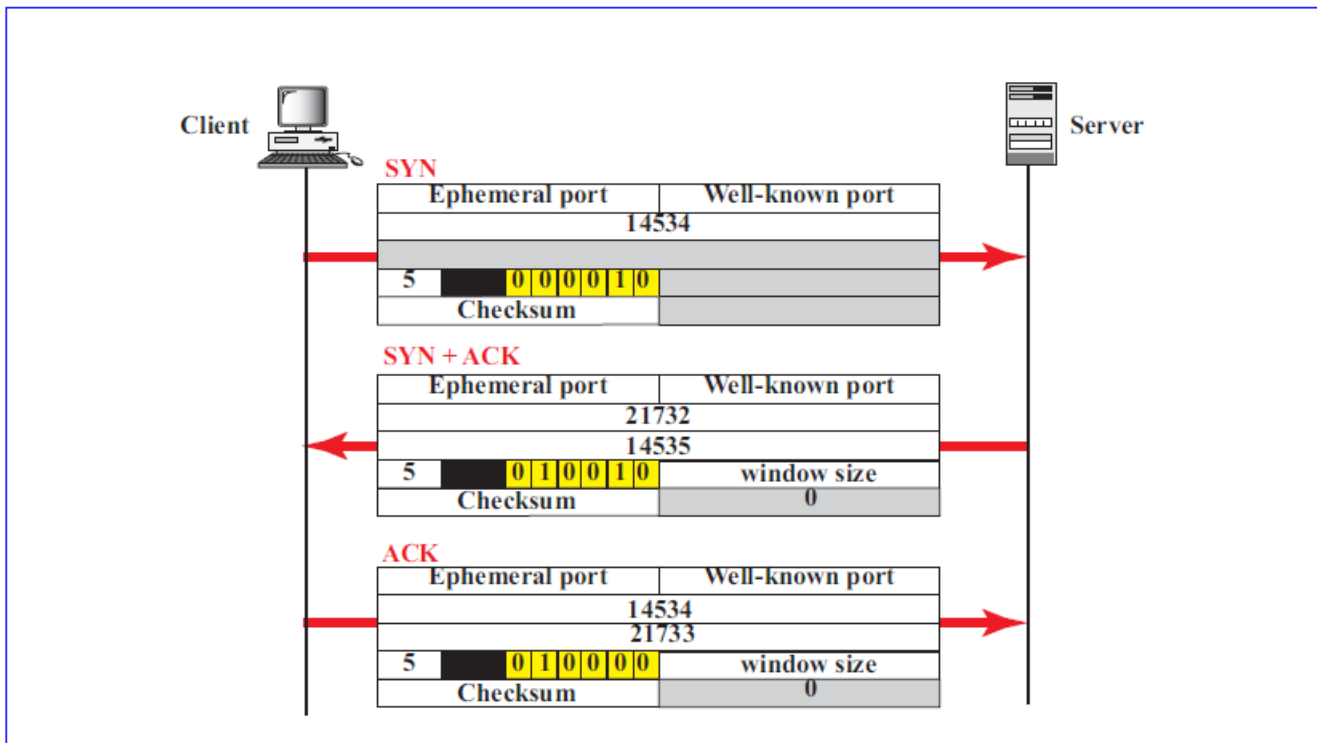 Client
Server
SYN
Ephemeral port Well-known port
14534
5 0 0 0 0 1 0
Checksum
SYN + ACK
Ephemeral port Well-known port
21732
14535
5 0 1 0 0 1 0 window size
Checksum 0
ACK
Ephemeral port Well-known port
14534
21733
5 0 1 0 0 0 0 window size
Checksum 0